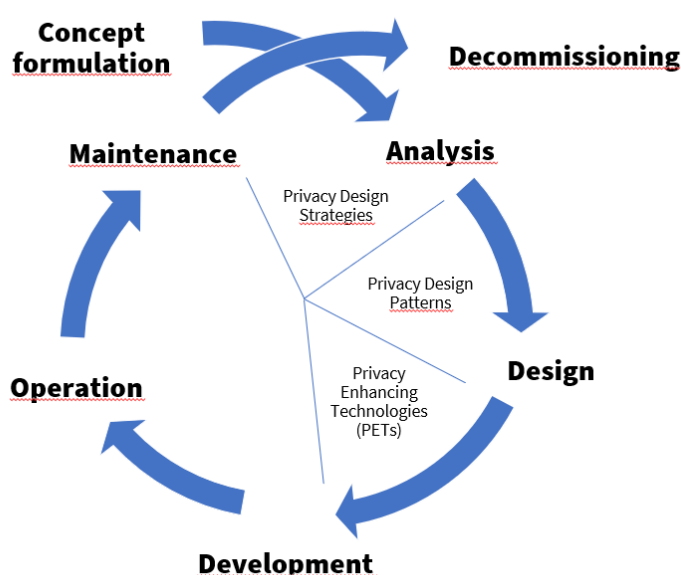 Concept
formulation
Decommissioning
Maintenance
Analysis
Privacy Design
Strategies
Privacy Design
Patterns
Design
Privacy
Enhancing
Technologies
(PETs)
Operation
Development